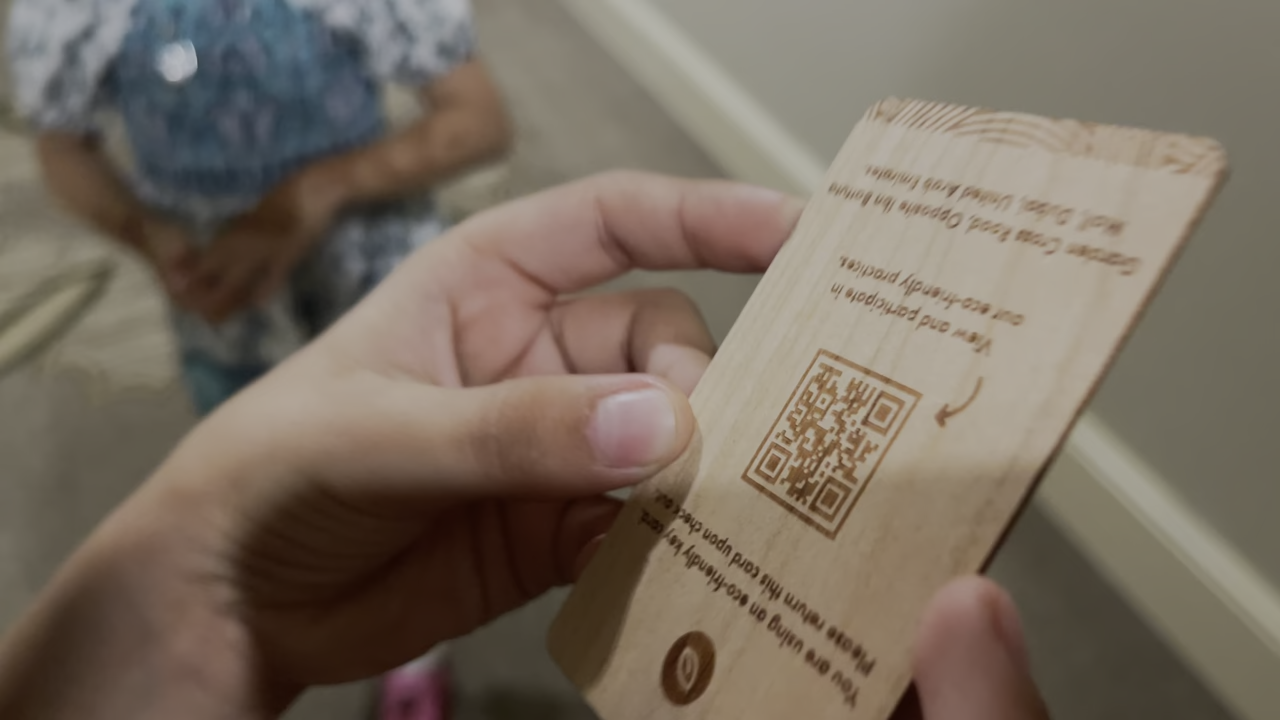 You are using an eco-friendly key card.
Please return this card upon check out.
View and participate in
our eco-friendly practices.
Garden Cross Road, Opposite Ibn Battuta
Mall, Dubai, United Arab Emirates.